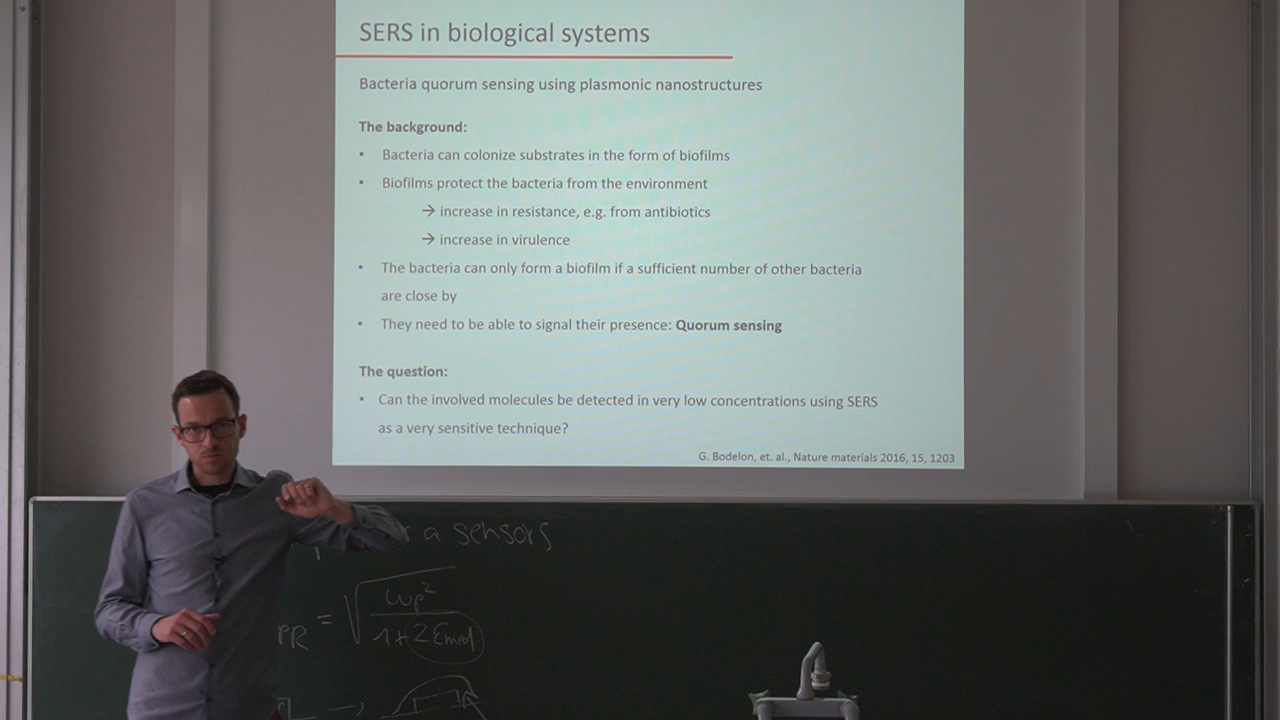 SERS in biological systems
Bacteria quorum sensing using plasmonic nanostructures
The background:
• Bacteria can colonize substrates in the form of biofilms
• Biofilms protect the bacteria from the environment
→ increase in resistance, e.g. from antibiotics
→ increase in virulence
• The bacteria can only form a biofilm if a sufficient number of other bacteria
are close by
• They need to be able to signal their presence: Quorum sensing
The question:
• Can the involved molecules be detected in very low concentrations using SERS
as a very sensitive technique?
G. Bodelon, et. al., Nature materials 2016, 15, 1203
a sensors
PR = √ ωp²
1+2εmed.